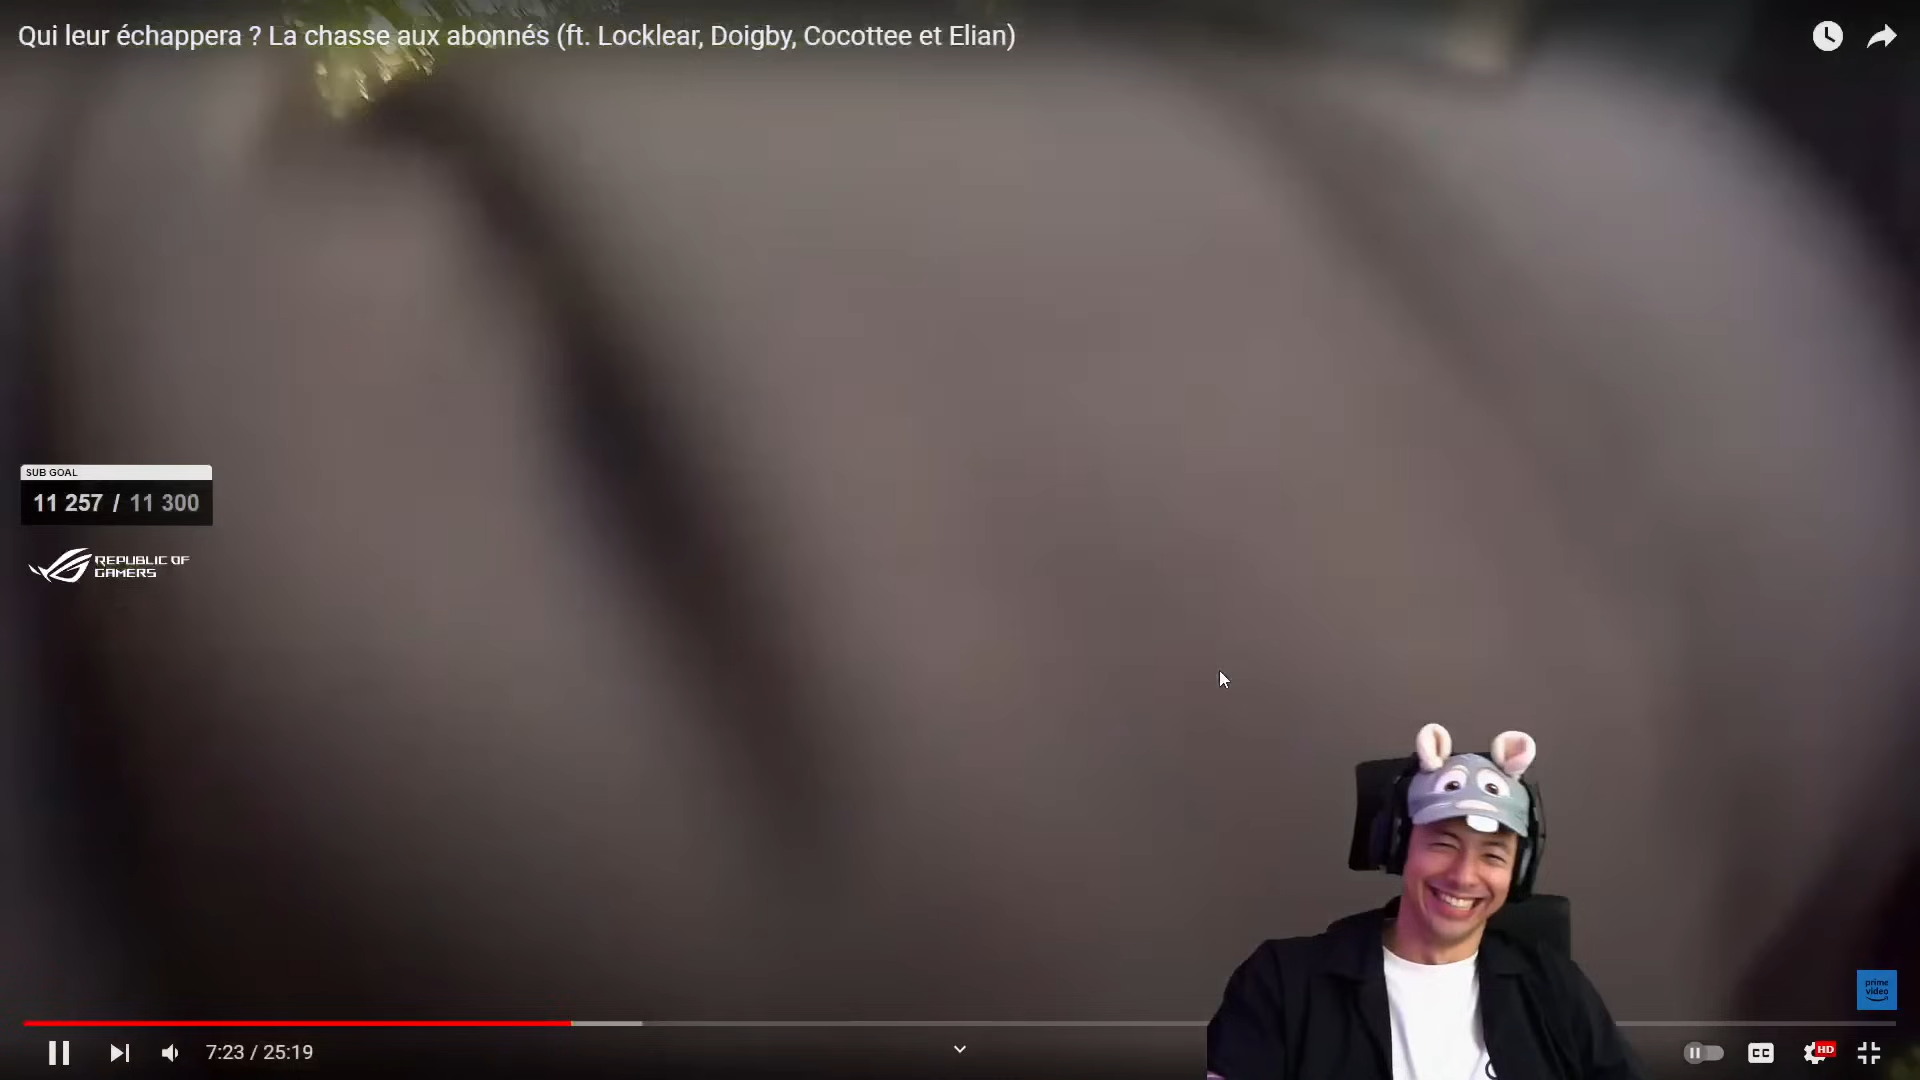 Qui leur échappera ? La chasse aux abonnés (ft. Locklear, Doigby, Cocottee et Elian)
SUB GOAL
11 257 / 11 300
REPUBLIC OF
GAMERS
prime
video
7:23 / 25:19
CC
HD